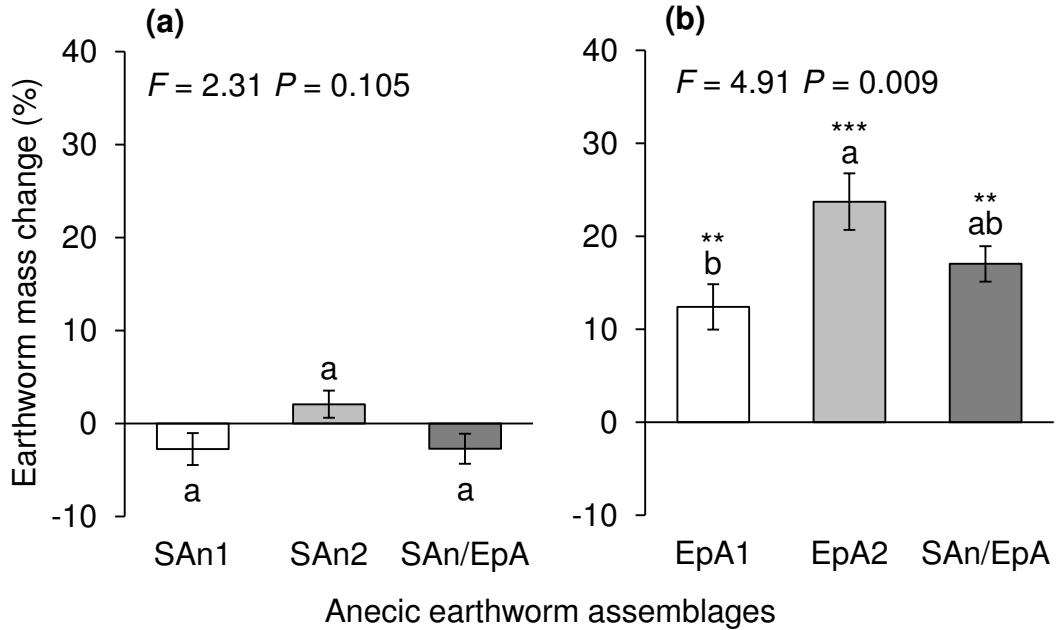 (a)
(b)
Earthworm mass change (%)
40
30
20
10
0
-10
F = 2.31 P = 0.105
a
a
a
SAn1 SAn2 SAn/EpA
40
30
20
10
0
-10
F = 4.91 P = 0.009
**
b
***
a
**
ab
EpA1 EpA2 SAn/EpA
Anecic earthworm assemblages